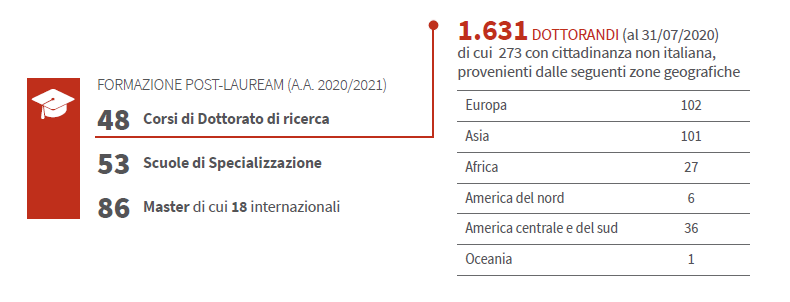 FORMAZIONE POST-LAUREAM (A.A. 2020/2021)
48 Corsi di Dottorato di ricerca
53 Scuole di Specializzazione
86 Master di cui 18 internazionali
1.631 DOTTORANDI (al 31/07/2020)
di cui 273 con cittadinanza non italiana,
provenienti dalle seguenti zone geografiche
Europa 102
Asia 101
Africa 27
America del nord 6
America centrale e del sud 36
Oceania 1